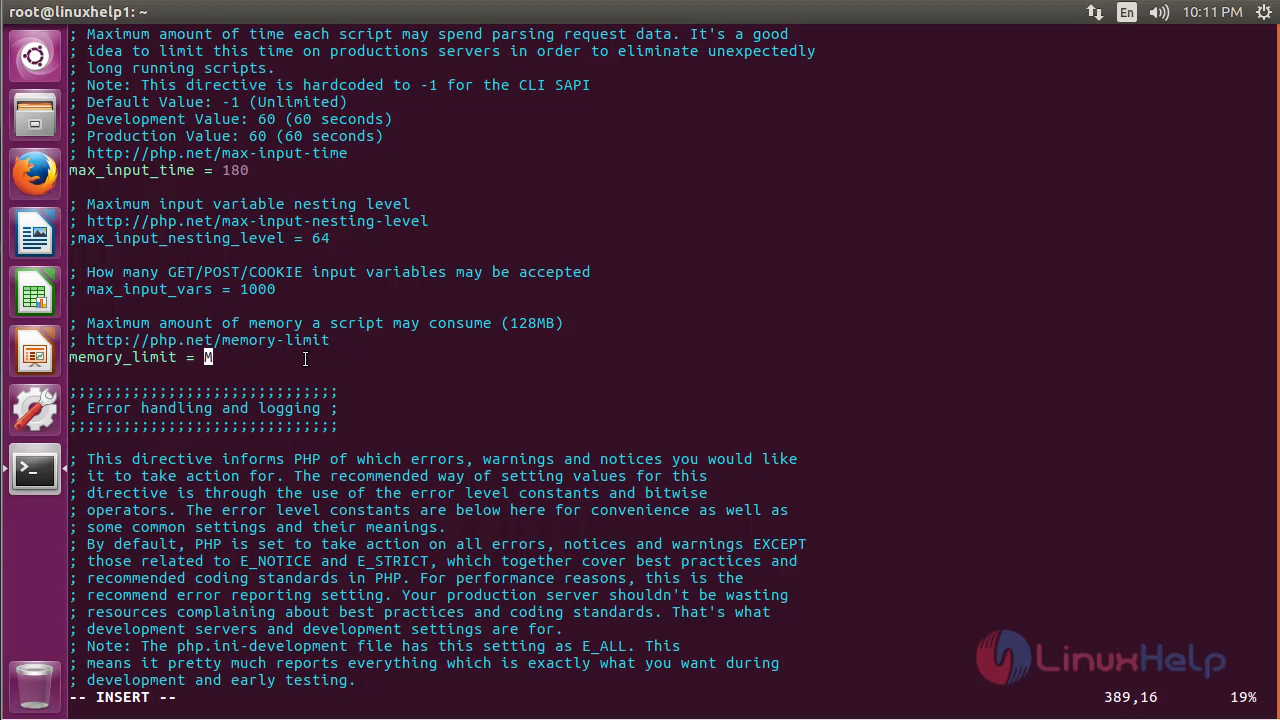 root@linuxhelp1: ~
En
10:11 PM
; Maximum amount of time each script may spend parsing request data. It's a good
; idea to limit this time on productions servers in order to eliminate unexpectedly
; long running scripts.
; Note: This directive is hardcoded to -1 for the CLI SAPI
; Default Value: -1 (Unlimited)
; Development Value: 60 (60 seconds)
; Production Value: 60 (60 seconds)
; http://php.net/max-input-time
max_input_time = 180
; Maximum input variable nesting level
; http://php.net/max-input-nesting-level
;max_input_nesting_level = 64
; How many GET/POST/COOKIE input variables may be accepted
; max_input_vars = 1000
; Maximum amount of memory a script may consume (128MB)
; http://php.net/memory-limit
memory_limit = M
;;;;;;;;;;;;;;;;;;;;;;;;;;;;;;
; Error handling and logging ;
;;;;;;;;;;;;;;;;;;;;;;;;;;;;;;
; This directive informs PHP of which errors, warnings and notices you would like
; it to take action for. The recommended way of setting values for this
; directive is through the use of the error level constants and bitwise
; operators. The error level constants are below here for convenience as well as
; some common settings and their meanings.
; By default, PHP is set to take action on all errors, notices and warnings EXCEPT
; those related to E_NOTICE and E_STRICT, which together cover best practices and
; recommended coding standards in PHP. For performance reasons, this is the
; recommend error reporting setting. Your production server shouldn't be wasting
; resources complaining about best practices and coding standards. That's what
; development servers and development settings are for.
; Note: The php.ini-development file has this setting as E_ALL. This
; means it pretty much reports everything which is exactly what you want during
; development and early testing.
LinuxHelp
-- INSERT --
389,16
19%